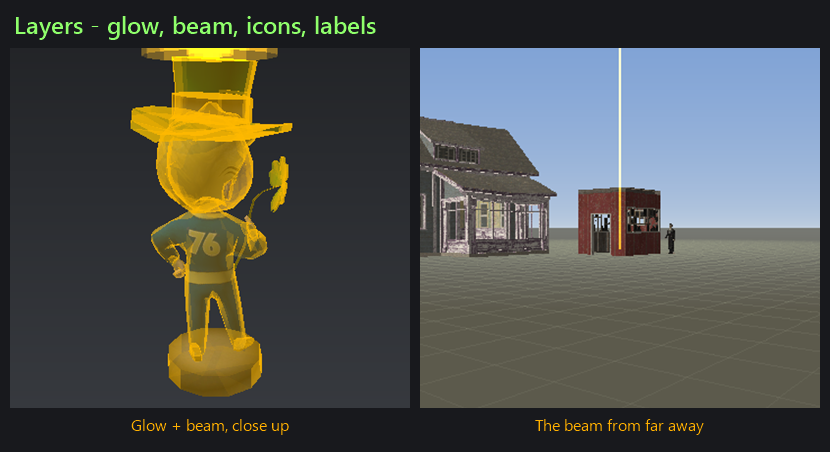 Layers - glow, beam, icons, labels
76
Glow + beam, close up
The beam from far away